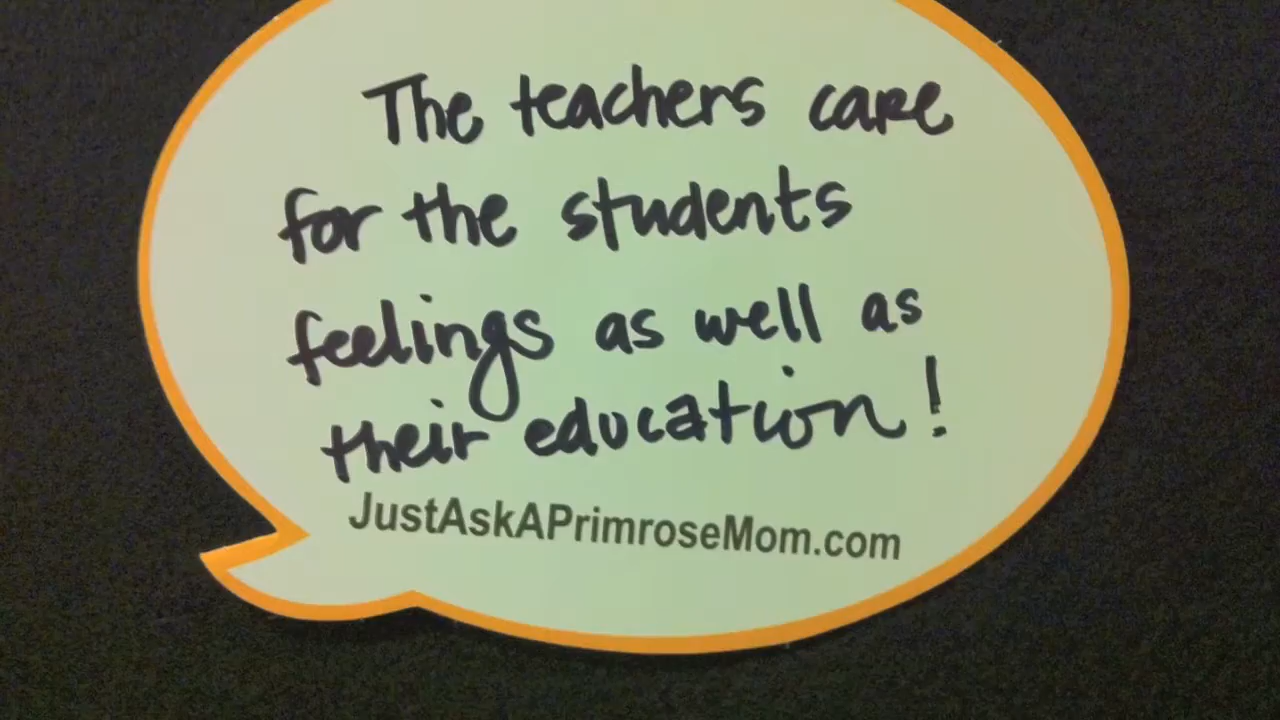 The teachers care
for the students
feelings as well as
their education!
JustAskAPrimroseMom.com